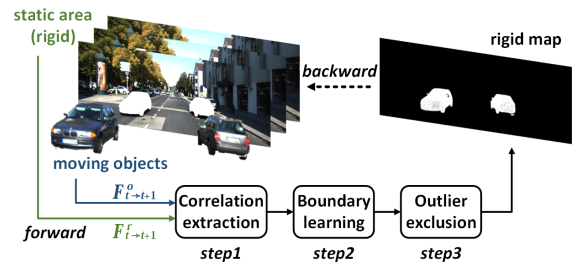 static area
(rigid)
rigid map
backward
moving objects
F^o_{t→t+1}
F^r_{t→t+1}
forward
Correlation
extraction
Boundary
learning
Outlier
exclusion
step1
step2
step3